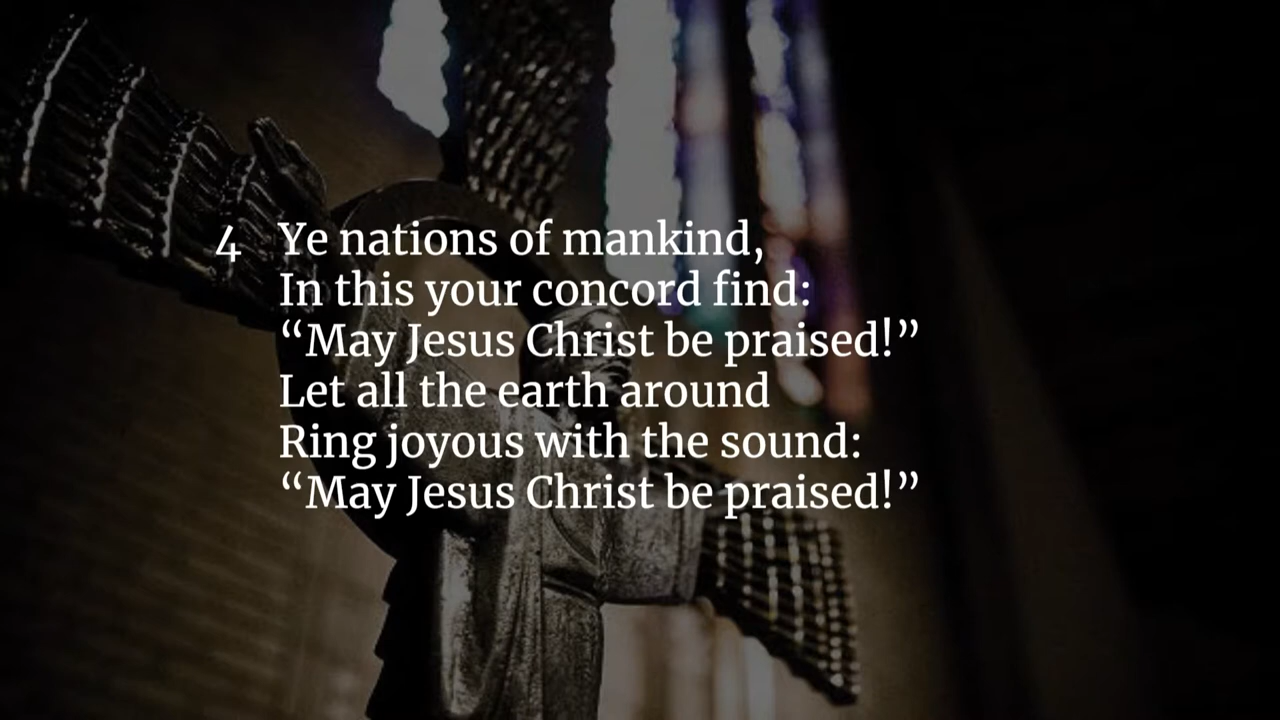 4 Ye nations of mankind,
In this your concord find:
“May Jesus Christ be praised!”
Let all the earth around
Ring joyous with the sound:
“May Jesus Christ be praised!”